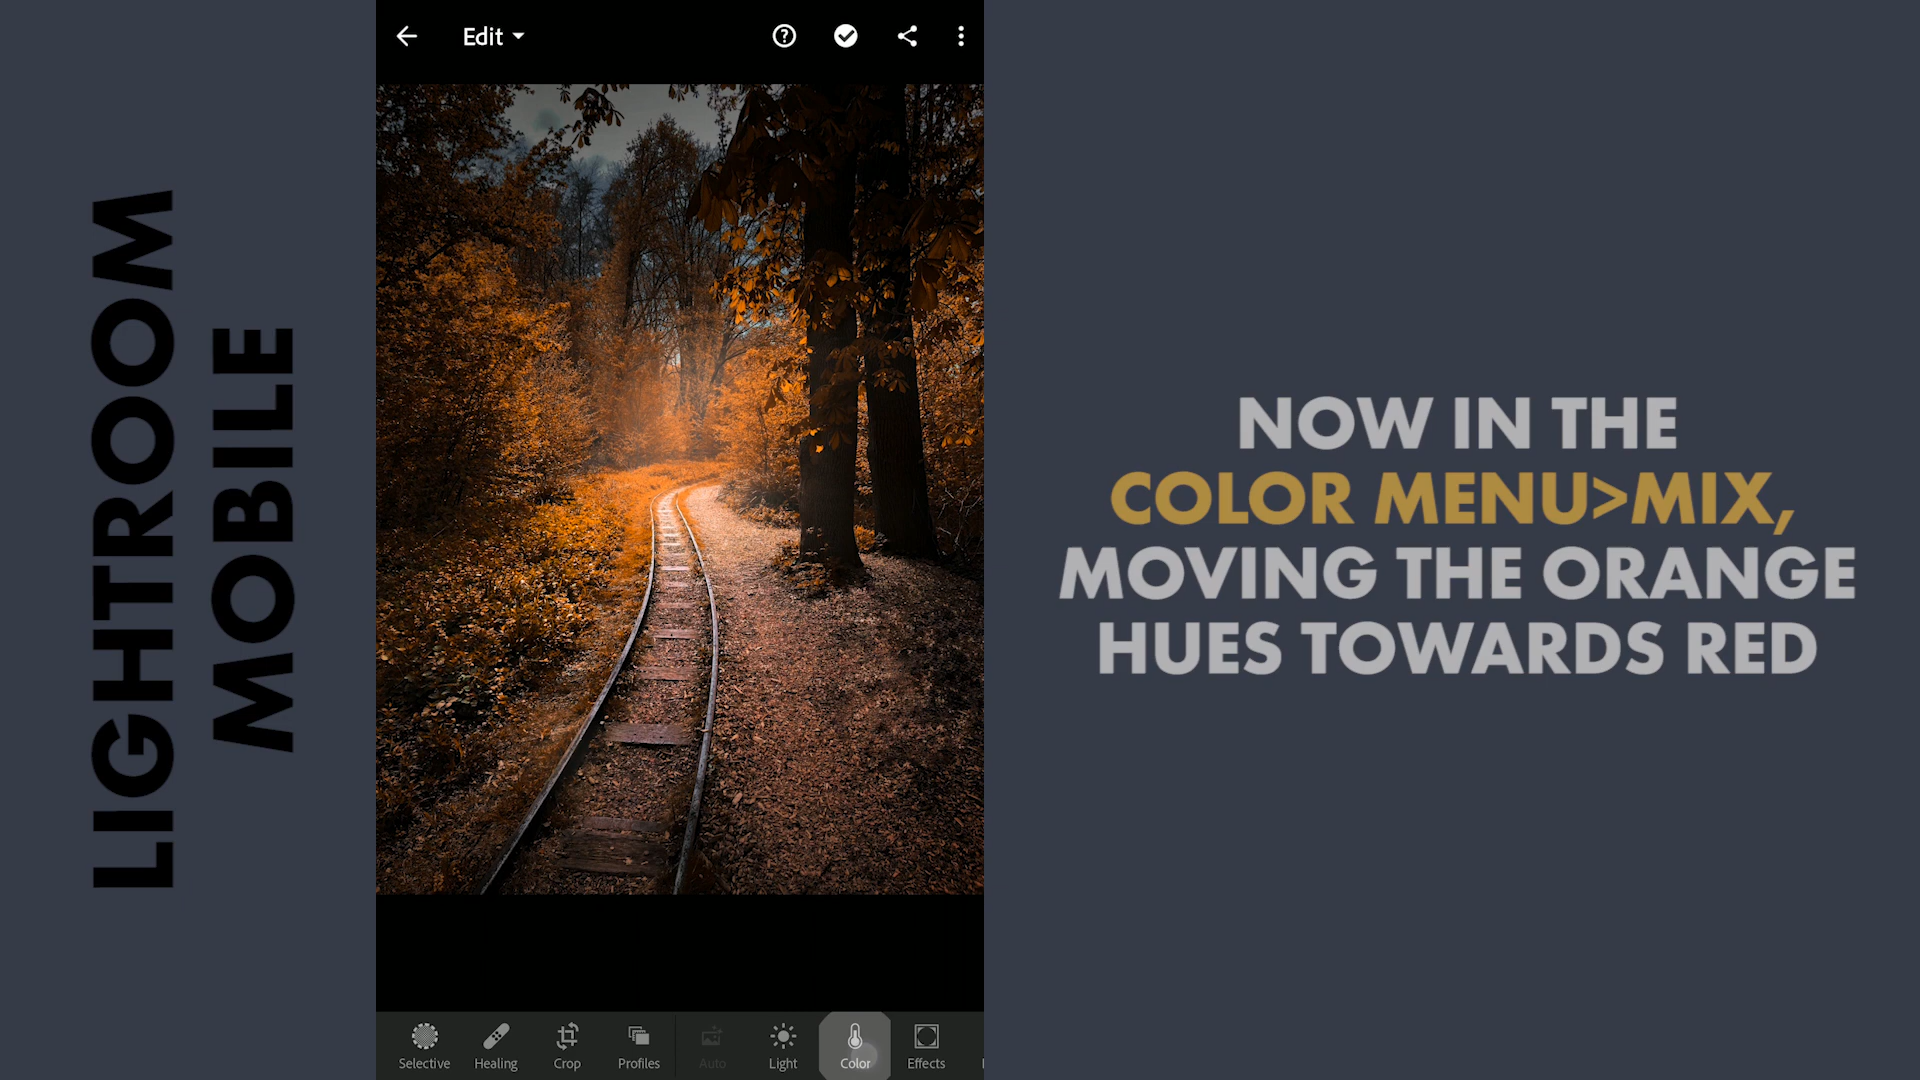 LIGHTROOM
MOBILE
Edit
NOW IN THE
COLOR MENU>MIX,
MOVING THE ORANGE
HUES TOWARDS RED
Selective Healing Crop Profiles Auto Light Color Effects